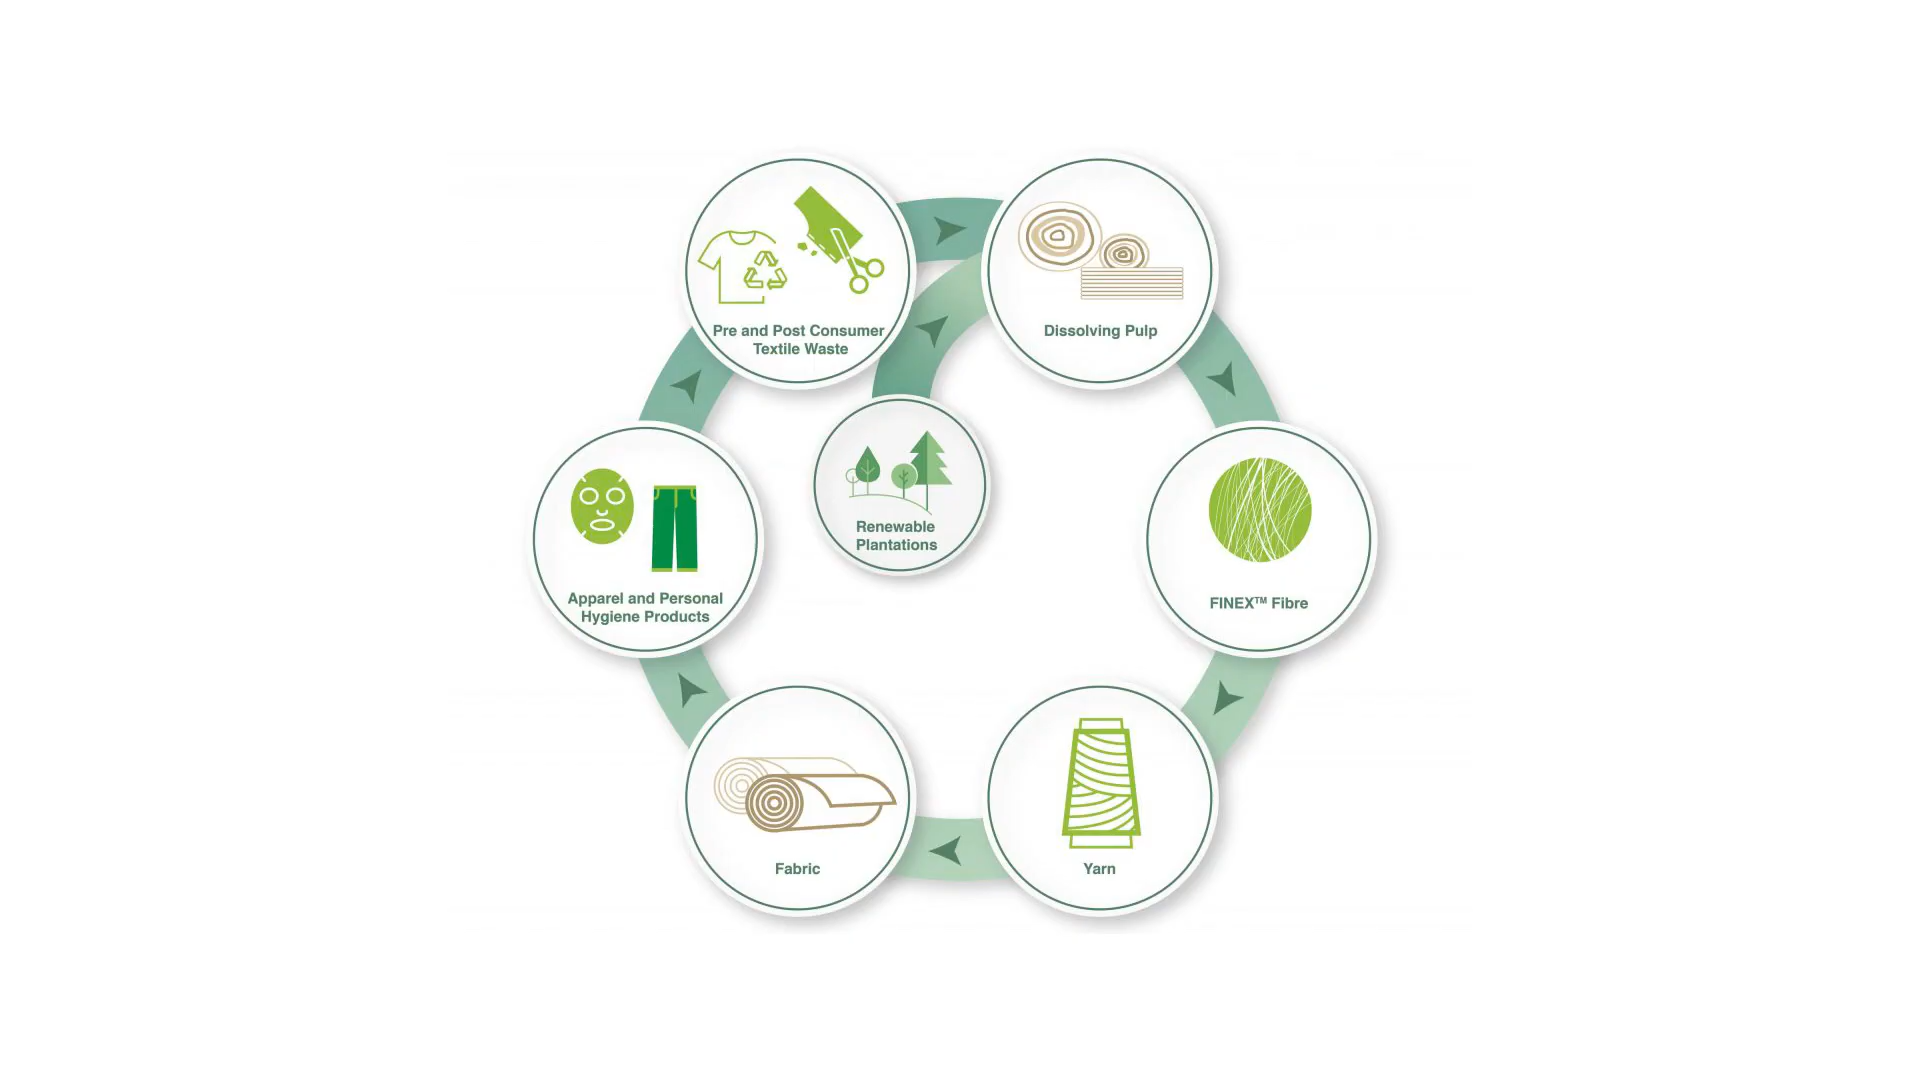 Pre and Post Consumer
Textile Waste
Dissolving Pulp
Renewable
Plantations
Apparel and Personal
Hygiene Products
FINEX™ Fibre
Fabric
Yarn